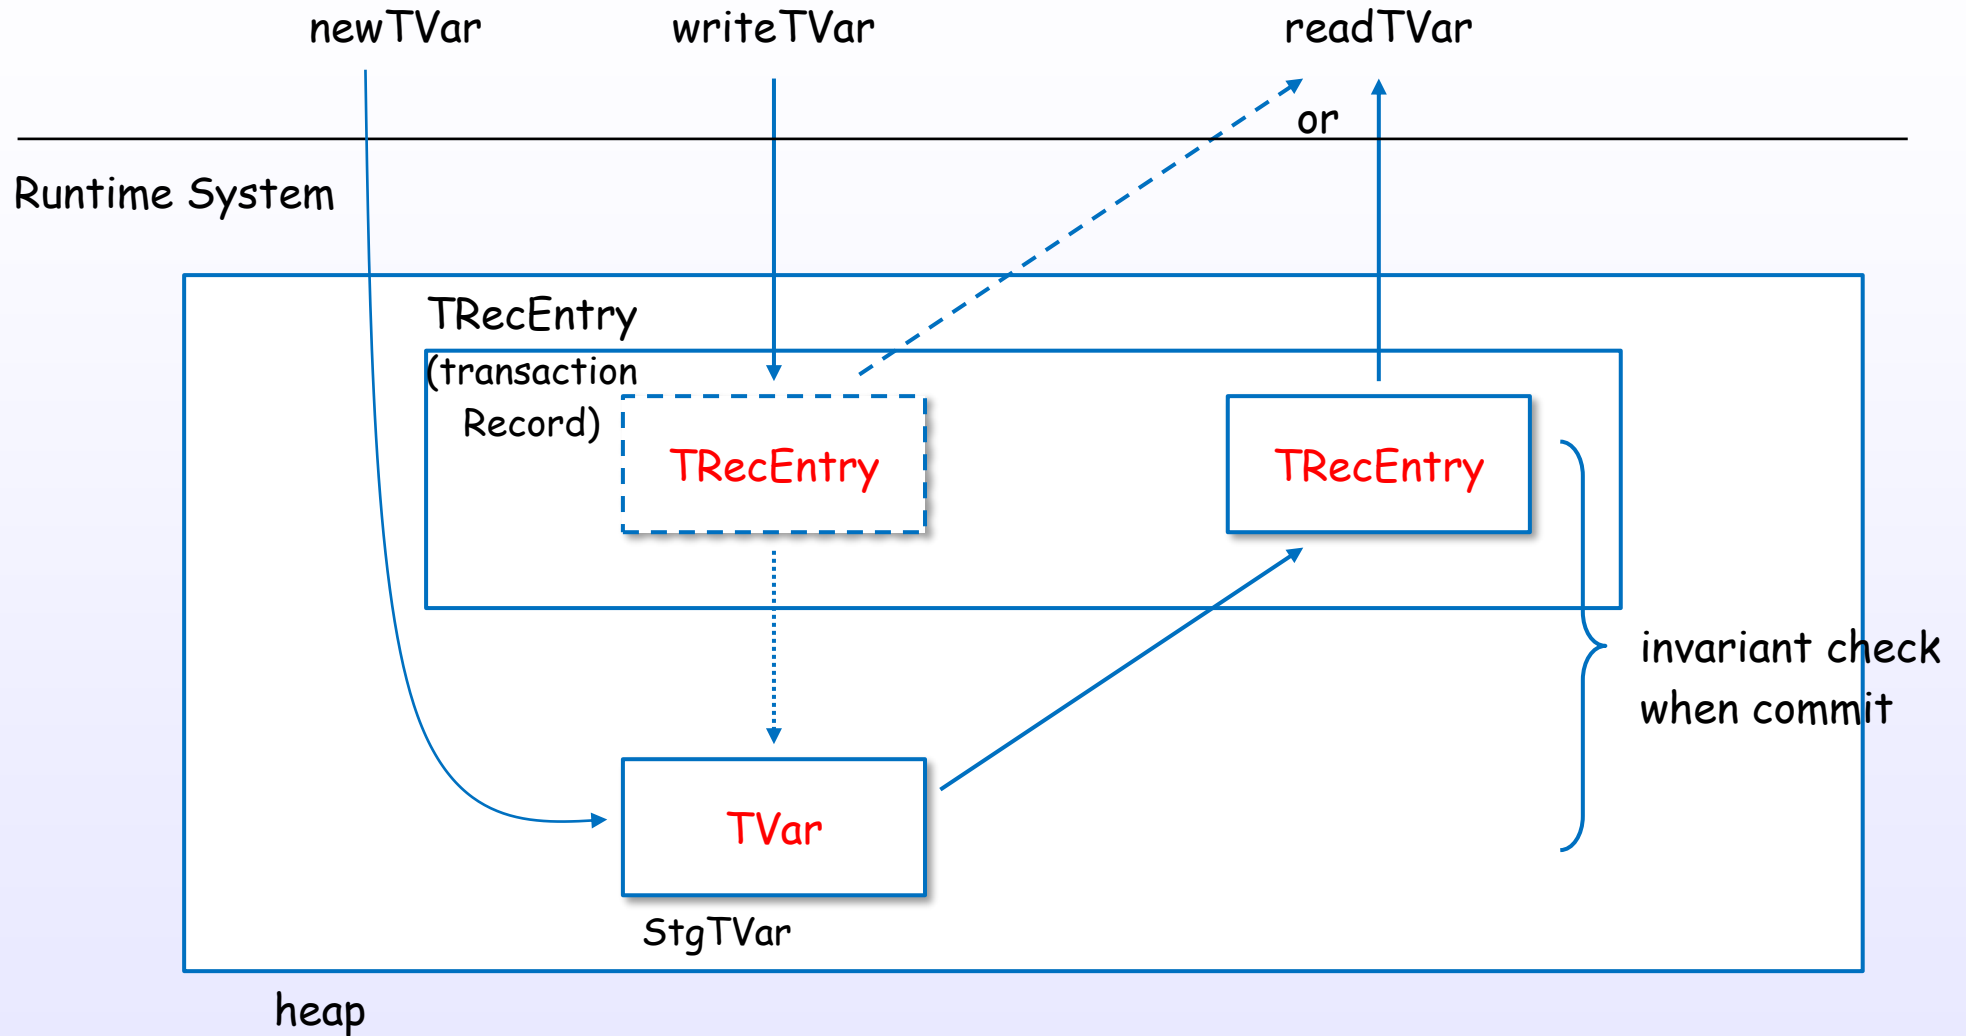 newTVar
writeTVar
readTVar
or
Runtime System
TRecEntry
(transaction
Record)
TRecEntry
TRecEntry
invariant check
when commit
TVar
StgTVar
heap